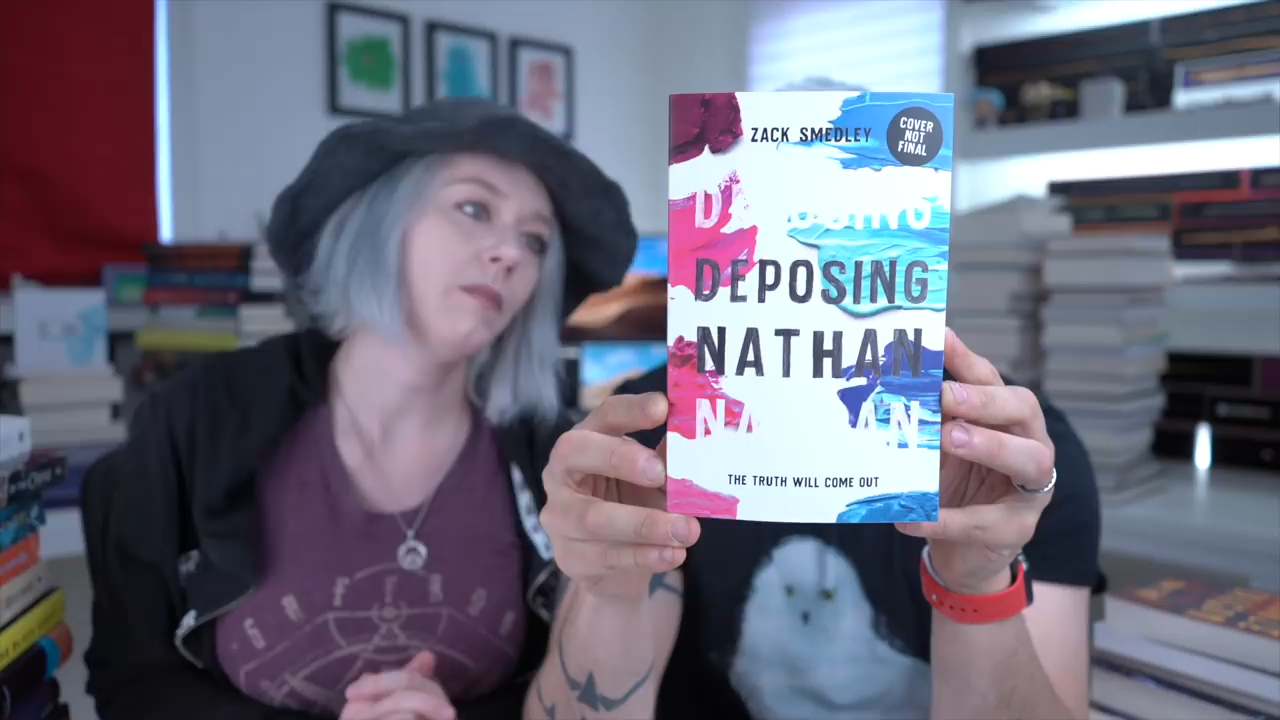 ZACK SMEDLEY
COVER
NOT
FINAL
DEPOSING
NATHAN
THE TRUTH WILL COME OUT